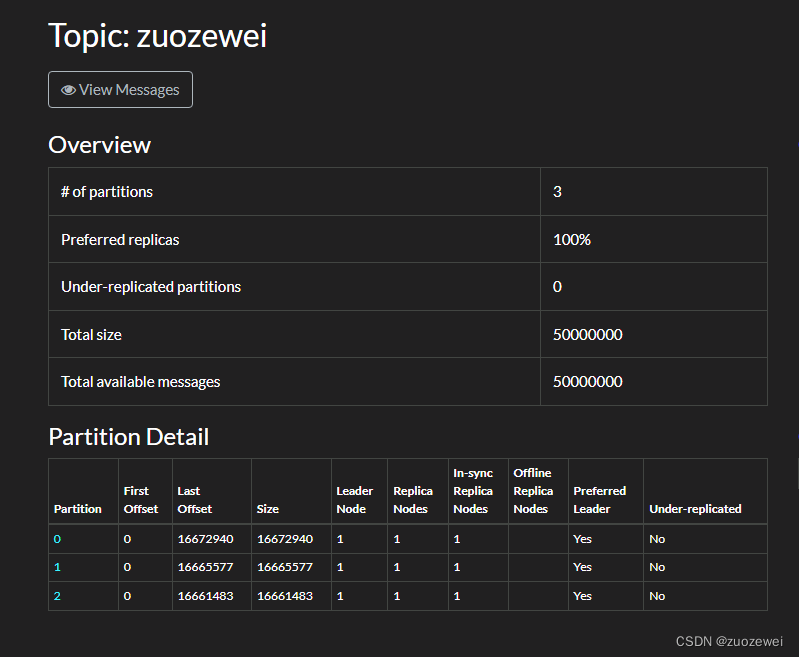 Topic: zuozewei
View Messages
Overview
# of partitions 3
Preferred replicas 100%
Under-replicated partitions 0
Total size 50000000
Total available messages 50000000
Partition Detail
Partition First Offset Last Offset Size Leader Node Replica Nodes In-sync Replica Nodes Offline Replica Nodes Preferred Leader Under-replicated
0 0 16672940 16672940 1 1 1 Yes No
1 0 16665577 16665577 1 1 1 Yes No
2 0 16661483 16661483 1 1 1 Yes No
CSDN @zuozewei